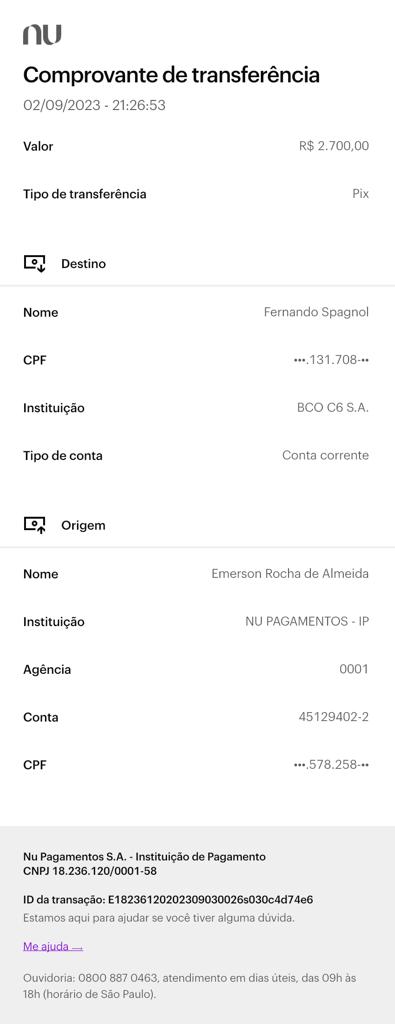 nu
Comprovante de transferência
02/09/2023 - 21:26:53
Valor R$ 2.700,00
Tipo de transferência Pix
Destino
Nome Fernando Spagnol
CPF •••.131.708-••
Instituição BCO C6 S.A.
Tipo de conta Conta corrente
Origem
Nome Emerson Rocha de Almeida
Instituição NU PAGAMENTOS - IP
Agência 0001
Conta 45129402-2
CPF •••.578.258-••
Nu Pagamentos S.A. - Instituição de Pagamento
CNPJ 18.236.120/0001-58
ID da transação: E18236120202309030026s030c4d74e6
Estamos aqui para ajudar se você tiver alguma dúvida.
Me ajuda →
Ouvidoria: 0800 887 0463, atendimento em dias úteis, das 09h às
18h (horário de São Paulo).